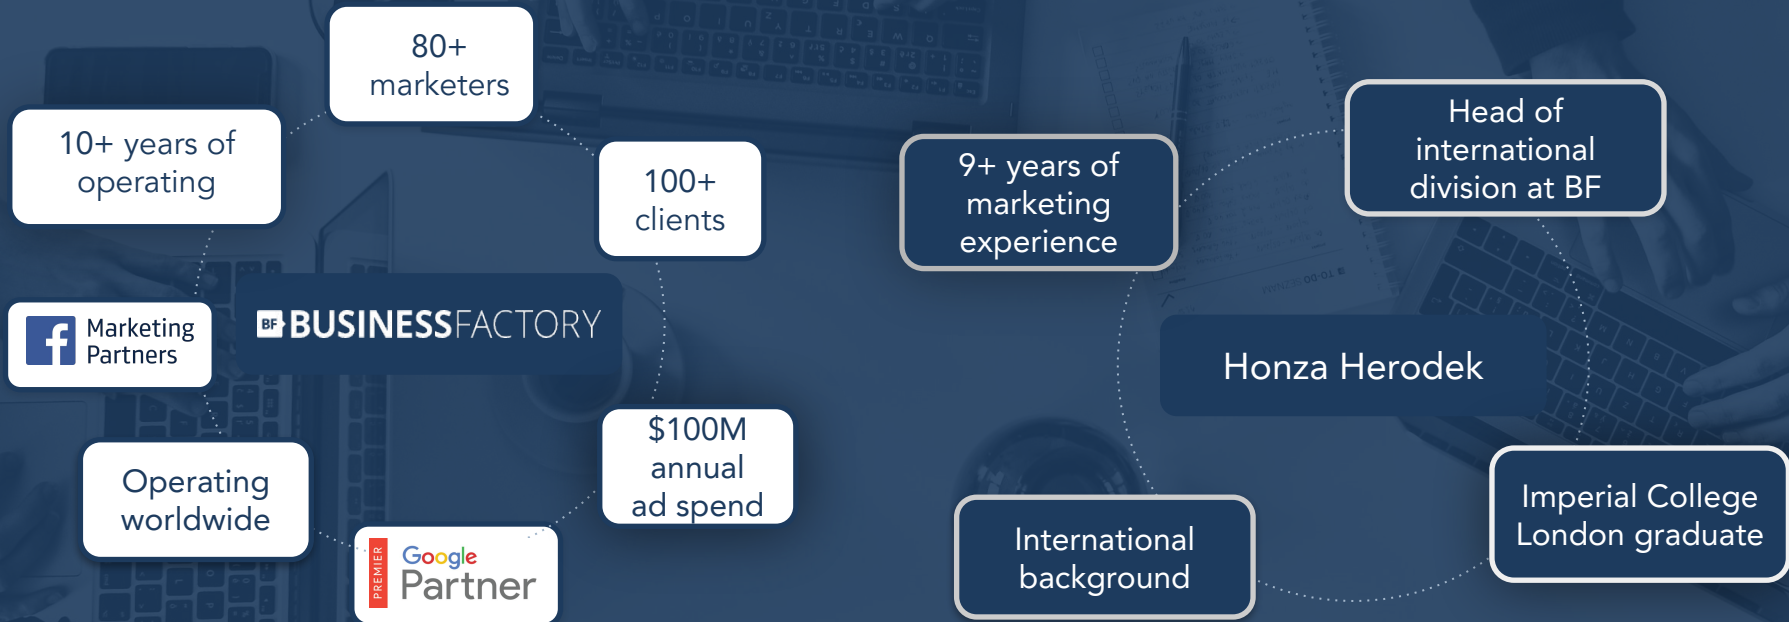 80+
marketers
10+ years of
operating
100+
clients
Marketing
Partners
BF BUSINESSFACTORY
$100M
annual
ad spend
Operating
worldwide
PREMIER
Google
Partner
9+ years of
marketing
experience
Head of
international
division at BF
Honza Herodek
Imperial College
London graduate
International
background
TO-DO